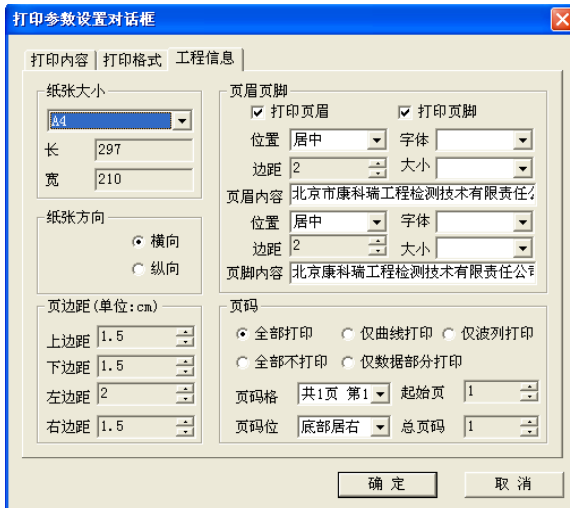 打印参数设置对话框
打印内容 打印格式 工程信息
纸张大小
A4
长 297
宽 210
纸张方向
横向
纵向
页边距(单位:cm)
上边距 1.5
下边距 1.5
左边距 2
右边距 1.5
页眉页脚
打印页眉 打印页脚
位置 居中 字体
边距 2 大小
页眉内容 北京市康科瑞工程检测技术有限责任
位置 居中 字体
边距 2 大小
页脚内容 北京康科瑞工程检测技术有限责任公
页码
全部打印 仅曲线打印 仅波列打印
全部不打印 仅数据部分打印
页码格 共1页 第1 起始页 1
页码位 底部居右 总页码 1
确 定 取 消